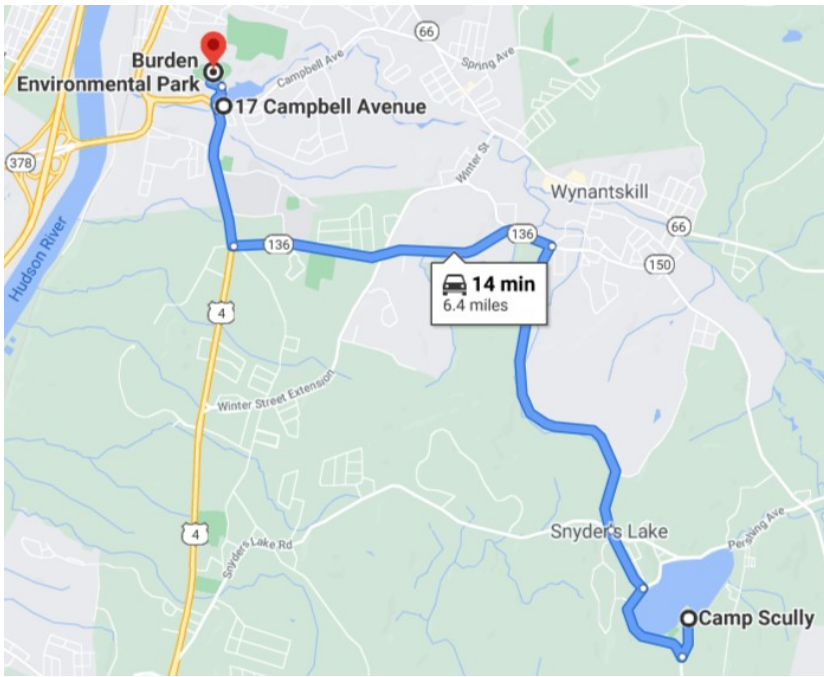 66
Burden
Environmental Park
Campbell Ave
Spring Ave
17 Campbell Avenue
378
Winter St
Wynantskill
66
136
136
150
Hudson River
14 min
6.4 miles
4
Winter Street Extension
4
Snyder's Lake Rd
Snyder's Lake
Pershing Ave
Camp Scully